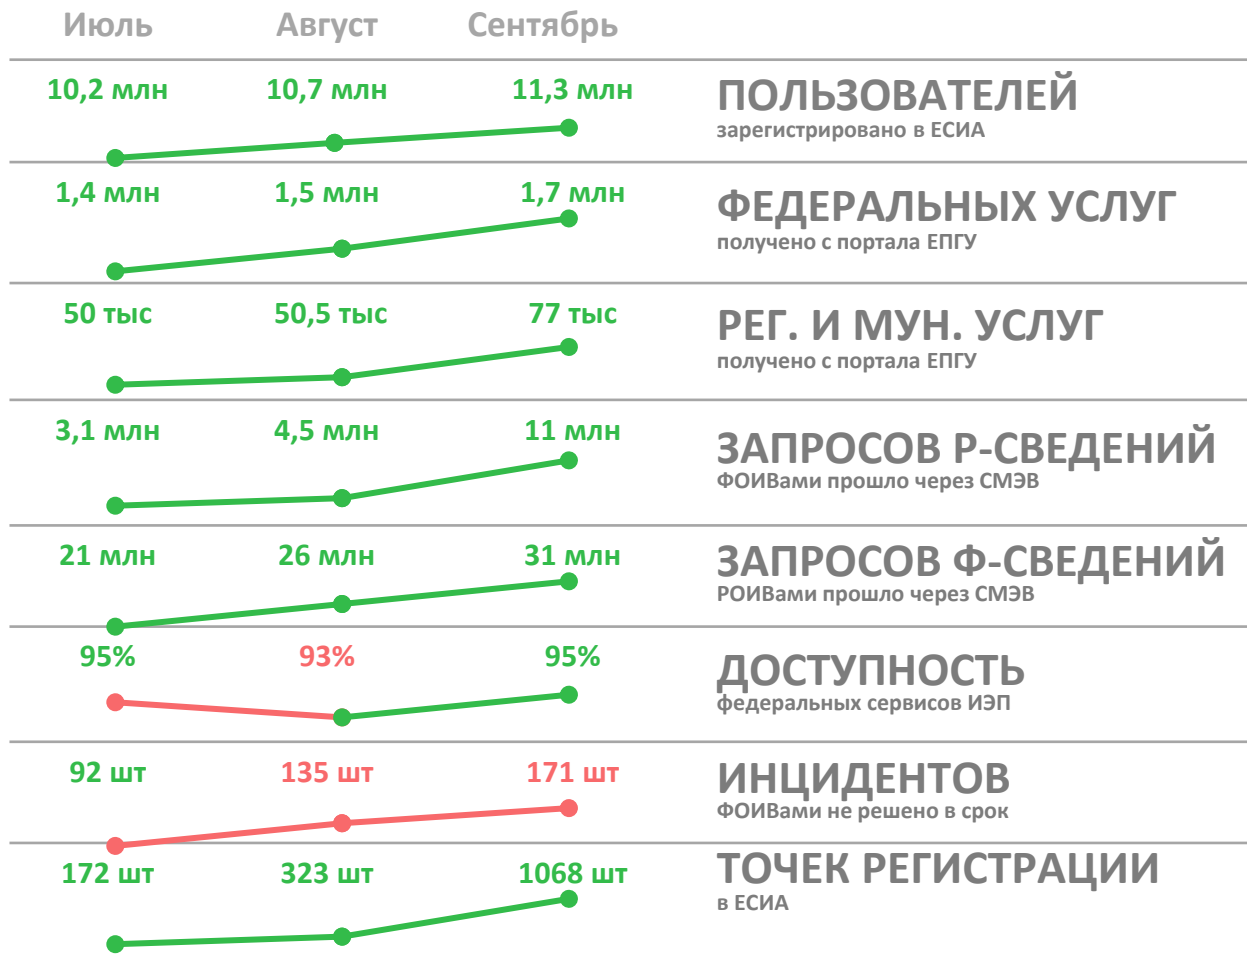 Июль Август Сентябрь
10,2 млн 10,7 млн 11,3 млн
ПОЛЬЗОВАТЕЛЕЙ
зарегистрировано в ЕСИА
1,4 млн 1,5 млн 1,7 млн
ФЕДЕРАЛЬНЫХ УСЛУГ
получено с портала ЕПГУ
50 тыс 50,5 тыс 77 тыс
РЕГ. И МУН. УСЛУГ
получено с портала ЕПГУ
3,1 млн 4,5 млн 11 млн
ЗАПРОСОВ Р-СВЕДЕНИЙ
ФОИВами прошло через СМЭВ
21 млн 26 млн 31 млн
ЗАПРОСОВ Ф-СВЕДЕНИЙ
РОИВами прошло через СМЭВ
95% 93% 95%
ДОСТУПНОСТЬ
федеральных сервисов ИЭП
92 шт 135 шт 171 шт
ИНЦИДЕНТОВ
ФОИВами не решено в срок
172 шт 323 шт 1068 шт
ТОЧЕК РЕГИСТРАЦИИ
в ЕСИА